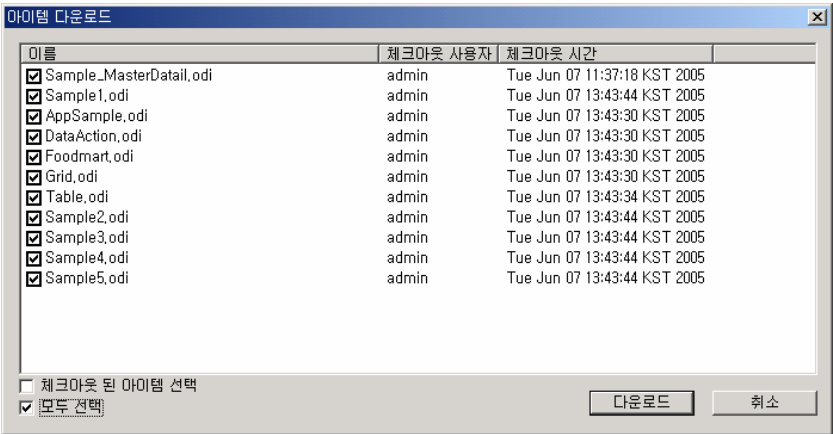 아이템 다운로드
이름 체크아웃 사용자 체크아웃 시간
Sample_MasterDatail.odi admin Tue Jun 07 11:37:18 KST 2005
Sample1.odi admin Tue Jun 07 13:43:44 KST 2005
AppSample.odi admin Tue Jun 07 13:43:30 KST 2005
DataAction.odi admin Tue Jun 07 13:43:30 KST 2005
Foodmart.odi admin Tue Jun 07 13:43:30 KST 2005
Grid.odi admin Tue Jun 07 13:43:30 KST 2005
Table.odi admin Tue Jun 07 13:43:34 KST 2005
Sample2.odi admin Tue Jun 07 13:43:44 KST 2005
Sample3.odi admin Tue Jun 07 13:43:44 KST 2005
Sample4.odi admin Tue Jun 07 13:43:44 KST 2005
Sample5.odi admin Tue Jun 07 13:43:44 KST 2005
체크아웃 된 아이템 선택
모두 선택
다운로드 취소